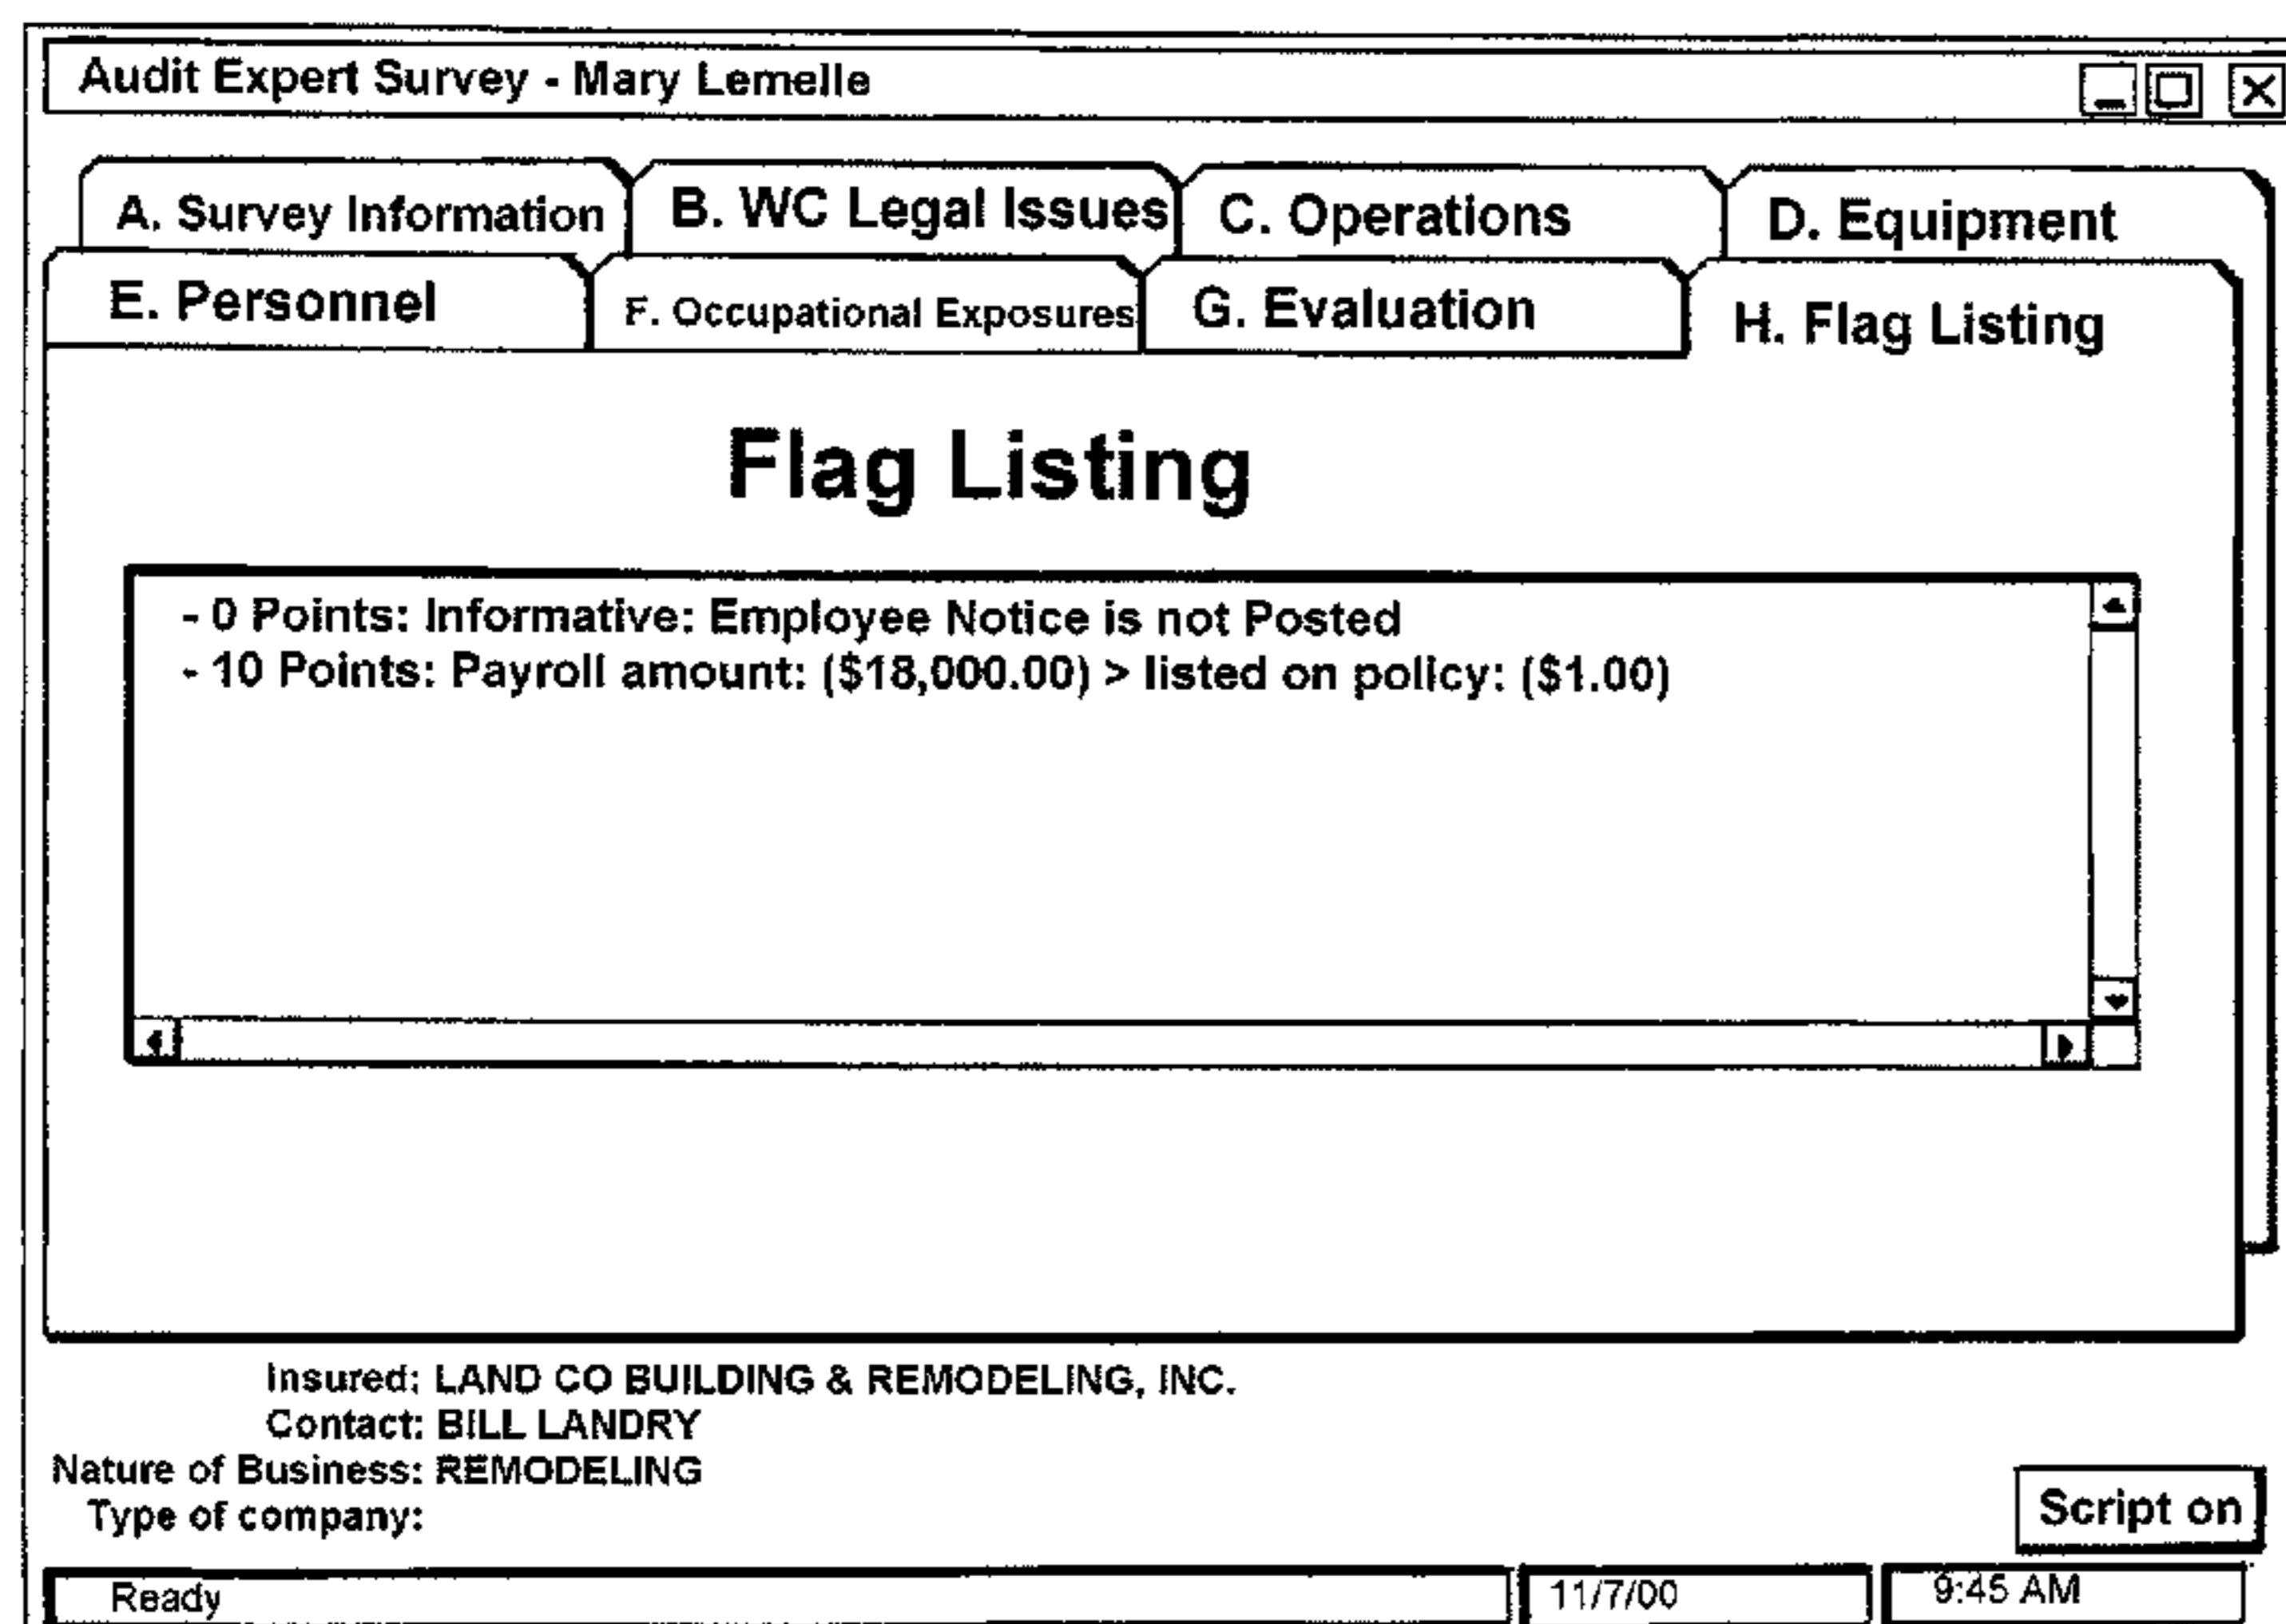 Audit Expert Survey - Mary Lemelle
A. Survey Information B. WC Legal Issues C. Operations D. Equipment
E. Personnel F. Occupational Exposures G. Evaluation H. Flag Listing
Flag Listing
- 0 Points: Informative: Employee Notice is not Posted
- 10 Points: Payroll amount: ($18,000.00) > listed on policy: ($1.00)
Insured: LAND CO BUILDING & REMODELING, INC.
Contact: BILL LANDRY
Nature of Business: REMODELING
Type of company:
Script on
Ready 11/7/00 9:45 AM